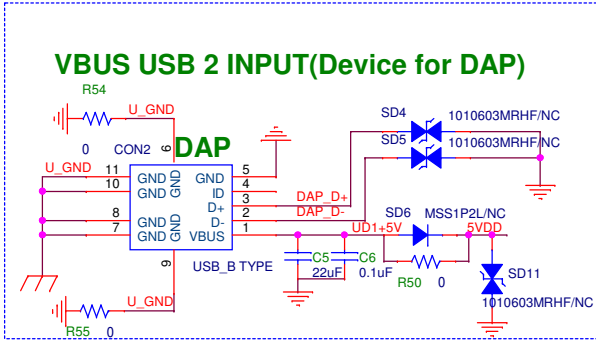 VBUS USB 2 INPUT(Device for DAP)
R54
U_GND
0
CON2
6
DAP
SD4
1010603MRHF/NC
SD5
1010603MRHF/NC
U_GND
11
10
8
7
GND
GND
GND
GND
GND
GND
GND
ID
D+
D-
VBUS
5
4
3
2
1
DAP_D+
DAP_D-
9
USB_B TYPE
SD6
MSS1P2L/NC
UD1+5V
5VDD
C5
22uF
C6
0.1uF
R50
0
SD11
1010603MRHF/NC
U_GND
R55
0